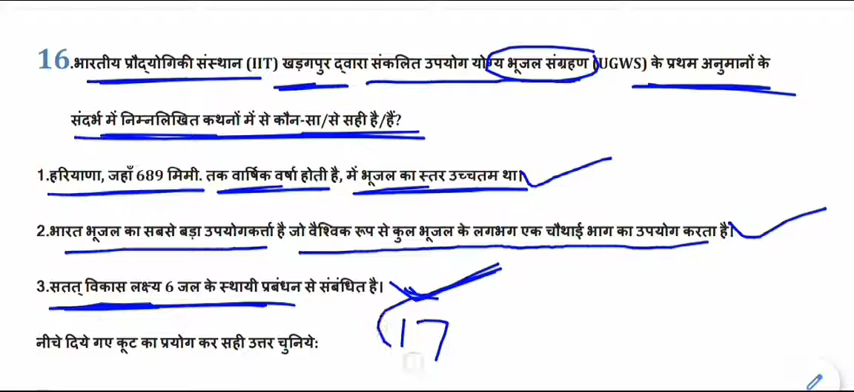 16.भारतीय प्रौद्योगिकी संस्थान (IIT) खड़गपुर द्वारा संकलित उपयोग योग्य भूजल संग्रहण (UGWS) के प्रथम अनुमानों के
संदर्भ में निम्नलिखित कथनों में से कौन-सा/से सही है/हैं?
1.हरियाणा, जहाँ 689 मिमी. तक वार्षिक वर्षा होती है, में भूजल का स्तर उच्चतम था।
2.भारत भूजल का सबसे बड़ा उपयोगकर्त्ता है जो वैश्विक रूप से कुल भूजल के लगभग एक चौथाई भाग का उपयोग करता है।
3.सतत् विकास लक्ष्य 6 जल के स्थायी प्रबंधन से संबंधित है।
17
नीचे दिये गए कूट का प्रयोग कर सही उत्तर चुनिये: